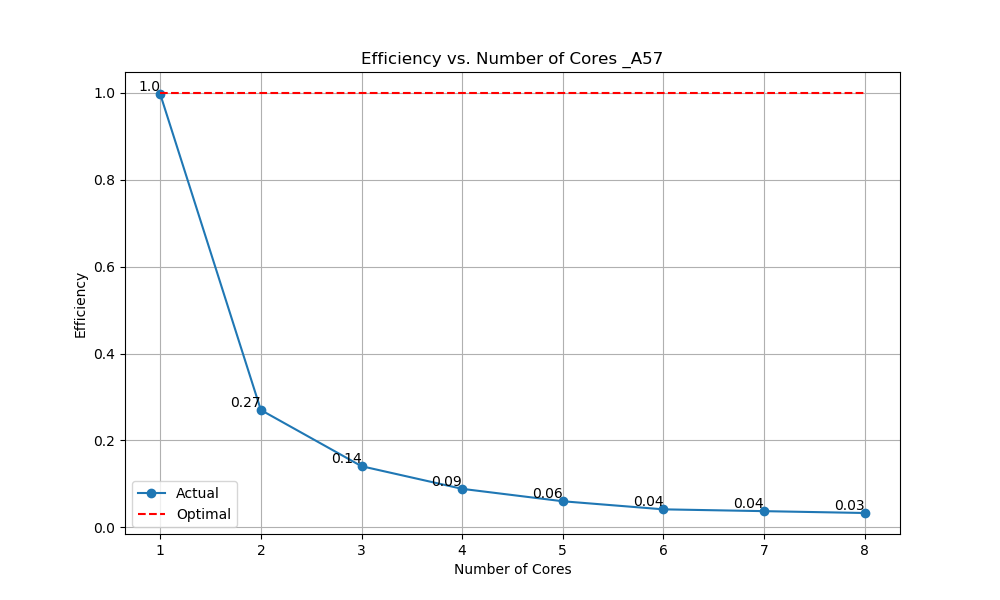 Efficiency vs. Number of Cores _A57
1.0
1.0
0.8
0.6
0.4
0.27
0.2
0.14
0.09
0.06
0.04
0.04
0.03
0.0
Efficiency
Actual
Optimal
1 2 3 4 5 6 7 8
Number of Cores